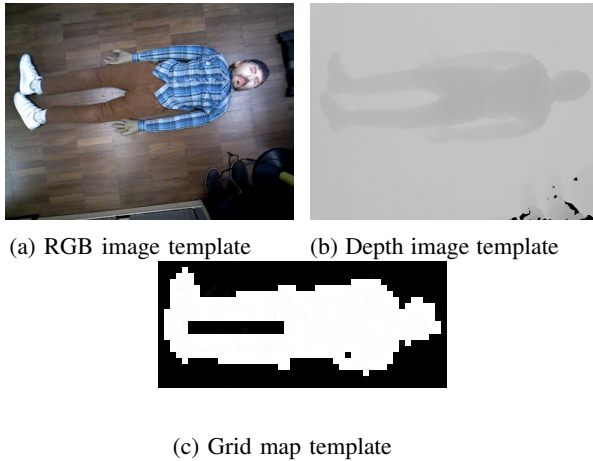 (a) RGB image template
(b) Depth image template
(c) Grid map template